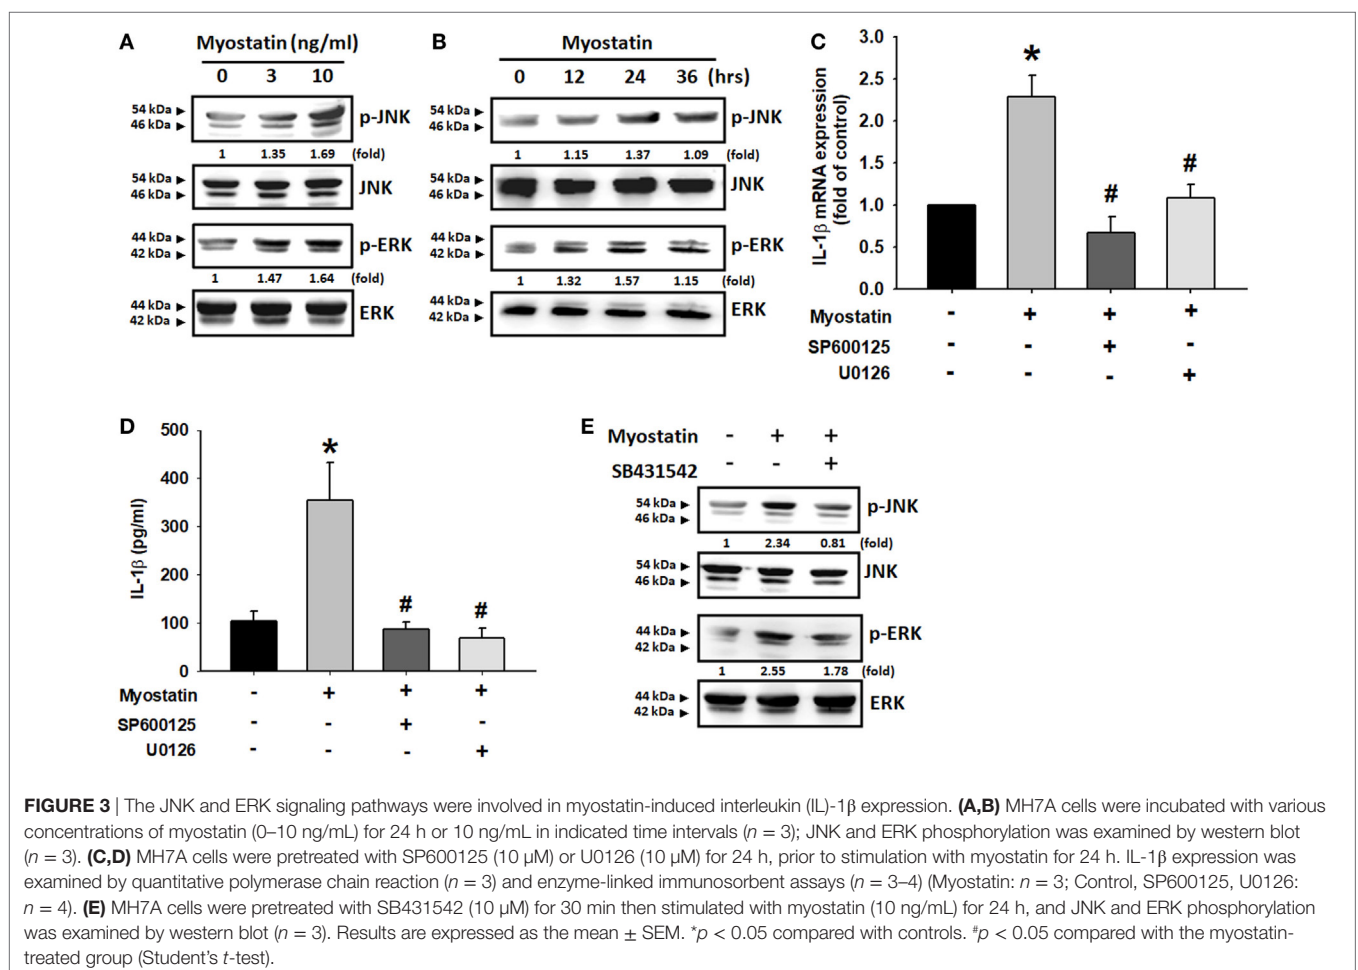 A
Myostatin (ng/ml)
0 3 10
54 kDa
46 kDa
p-JNK
1 1.35 1.69 (fold)
54 kDa
46 kDa
JNK
44 kDa
42 kDa
p-ERK
1 1.47 1.64 (fold)
44 kDa
42 kDa
ERK
B
Myostatin
0 12 24 36 (hrs)
54 kDa
46 kDa
p-JNK
1 1.15 1.37 1.09 (fold)
54 kDa
46 kDa
JNK
44 kDa
42 kDa
p-ERK
1 1.32 1.57 1.15 (fold)
44 kDa
42 kDa
ERK
C
IL-1β mRNA expression
(fold of control)
3.0
2.5
2.0
1.5
1.0
0.5
0.0
*
#
#
Myostatin - + + +
SP600125 - - + -
U0126 - - - +
D
IL-1β (pg/ml)
500
400
300
200
100
0
*
#
#
Myostatin - + + +
SP600125 - - + -
U0126 - - - +
E
Myostatin - + +
SB431542 - - +
54 kDa
46 kDa
p-JNK
1 2.34 0.81 (fold)
54 kDa
46 kDa
JNK
44 kDa
42 kDa
p-ERK
1 2.55 1.78 (fold)
44 kDa
42 kDa
ERK
FIGURE 3 | The JNK and ERK signaling pathways were involved in myostatin-induced interleukin (IL)-1β expression. (A,B) MH7A cells were incubated with various
concentrations of myostatin (0–10 ng/mL) for 24 h or 10 ng/mL in indicated time intervals (n = 3); JNK or ERK phosphorylation was examined by western blot
(n = 3). (C,D) MH7A cells were pretreated with SP600125 (10 μM) or U0126 (10 μM) for 24 h, prior to stimulation with myostatin for 24 h. IL-1β expression was
examined by quantitative polymerase chain reaction (n = 3) and enzyme-linked immunosorbent assays (n = 3–4) (Myostatin: n = 3; Control, SP600125, U0126:
n = 4). (E) MH7A cells were pretreated with SB431542 (10 μM) for 30 min then stimulated with myostatin (10 ng/mL) for 24 h, and JNK and ERK phosphorylation
was examined by western blot (n = 3). Results are expressed as the mean ± SEM. *p < 0.05 compared with controls. #p < 0.05 compared with the myostatin-
treated group (Student's t-test).